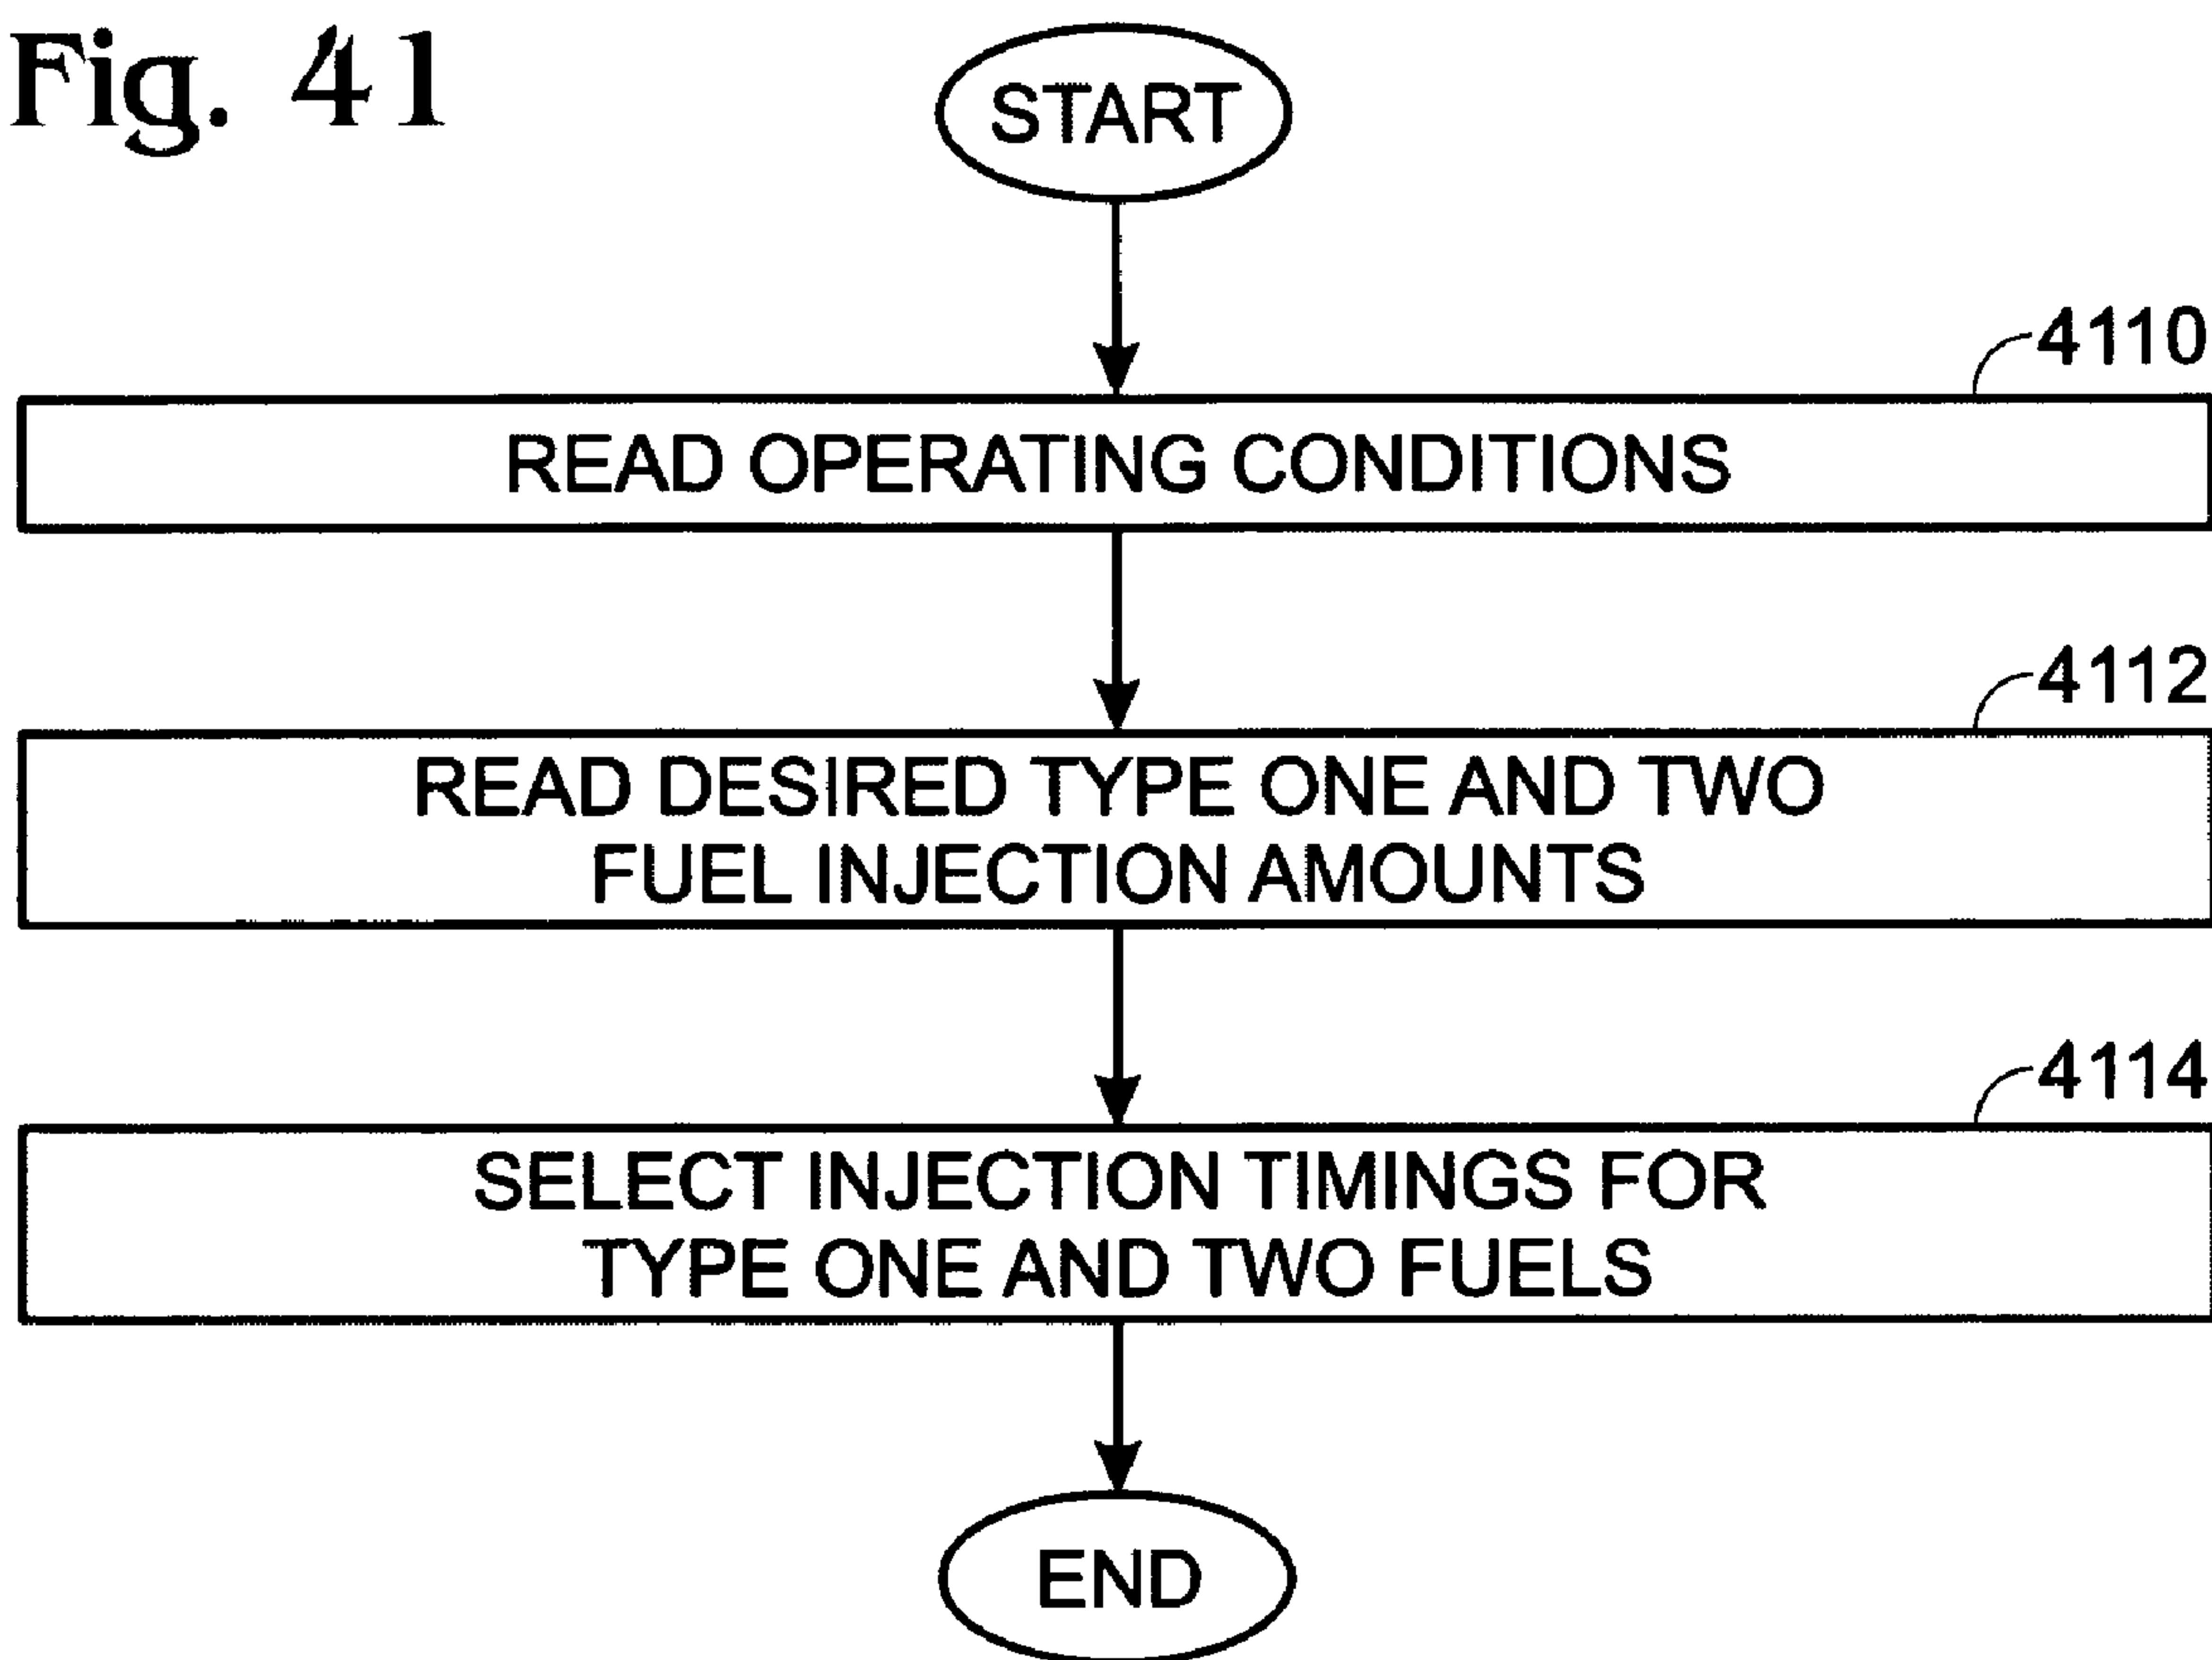 Fig. 41
START
4110
READ OPERATING CONDITIONS
4112
READ DESIRED TYPE ONE AND TWO
FUEL INJECTION AMOUNTS
4114
SELECT INJECTION TIMINGS FOR
TYPE ONE AND TWO FUELS
END